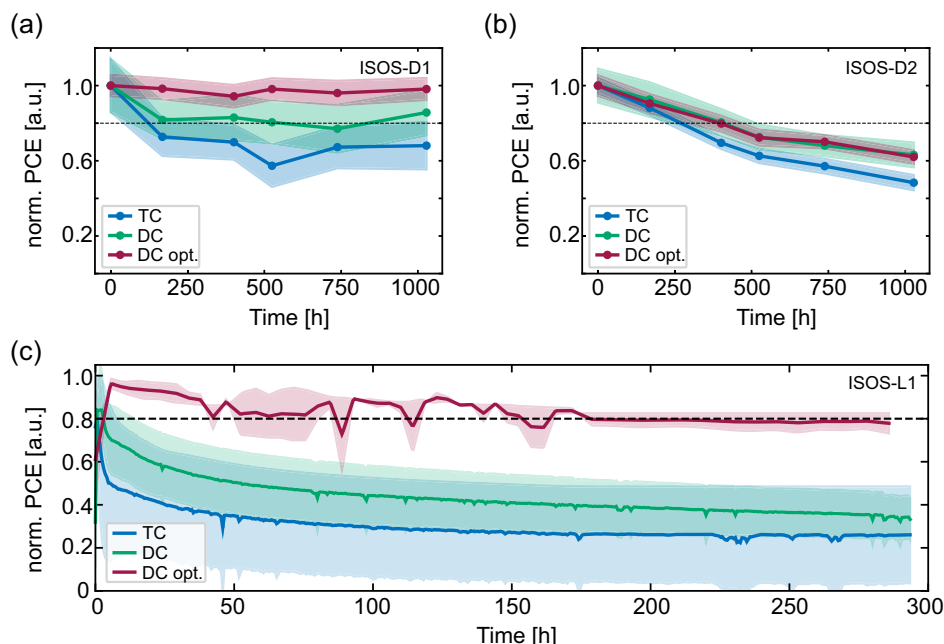 (a)
norm. PCE [a.u.]
1.0
0.6
0.2
ISOS-D1
TC
DC
DC opt.
0 250 500 750 1000
Time [h]
(b)
norm. PCE [a.u.]
1.0
0.6
0.2
ISOS-D2
TC
DC
DC opt.
0 250 500 750 1000
Time [h]
(c)
norm. PCE [a.u.]
1.0
0.8
0.6
0.4
0.2
0
ISOS-L1
TC
DC
DC opt.
0 50 100 150 200 250 300
Time [h]